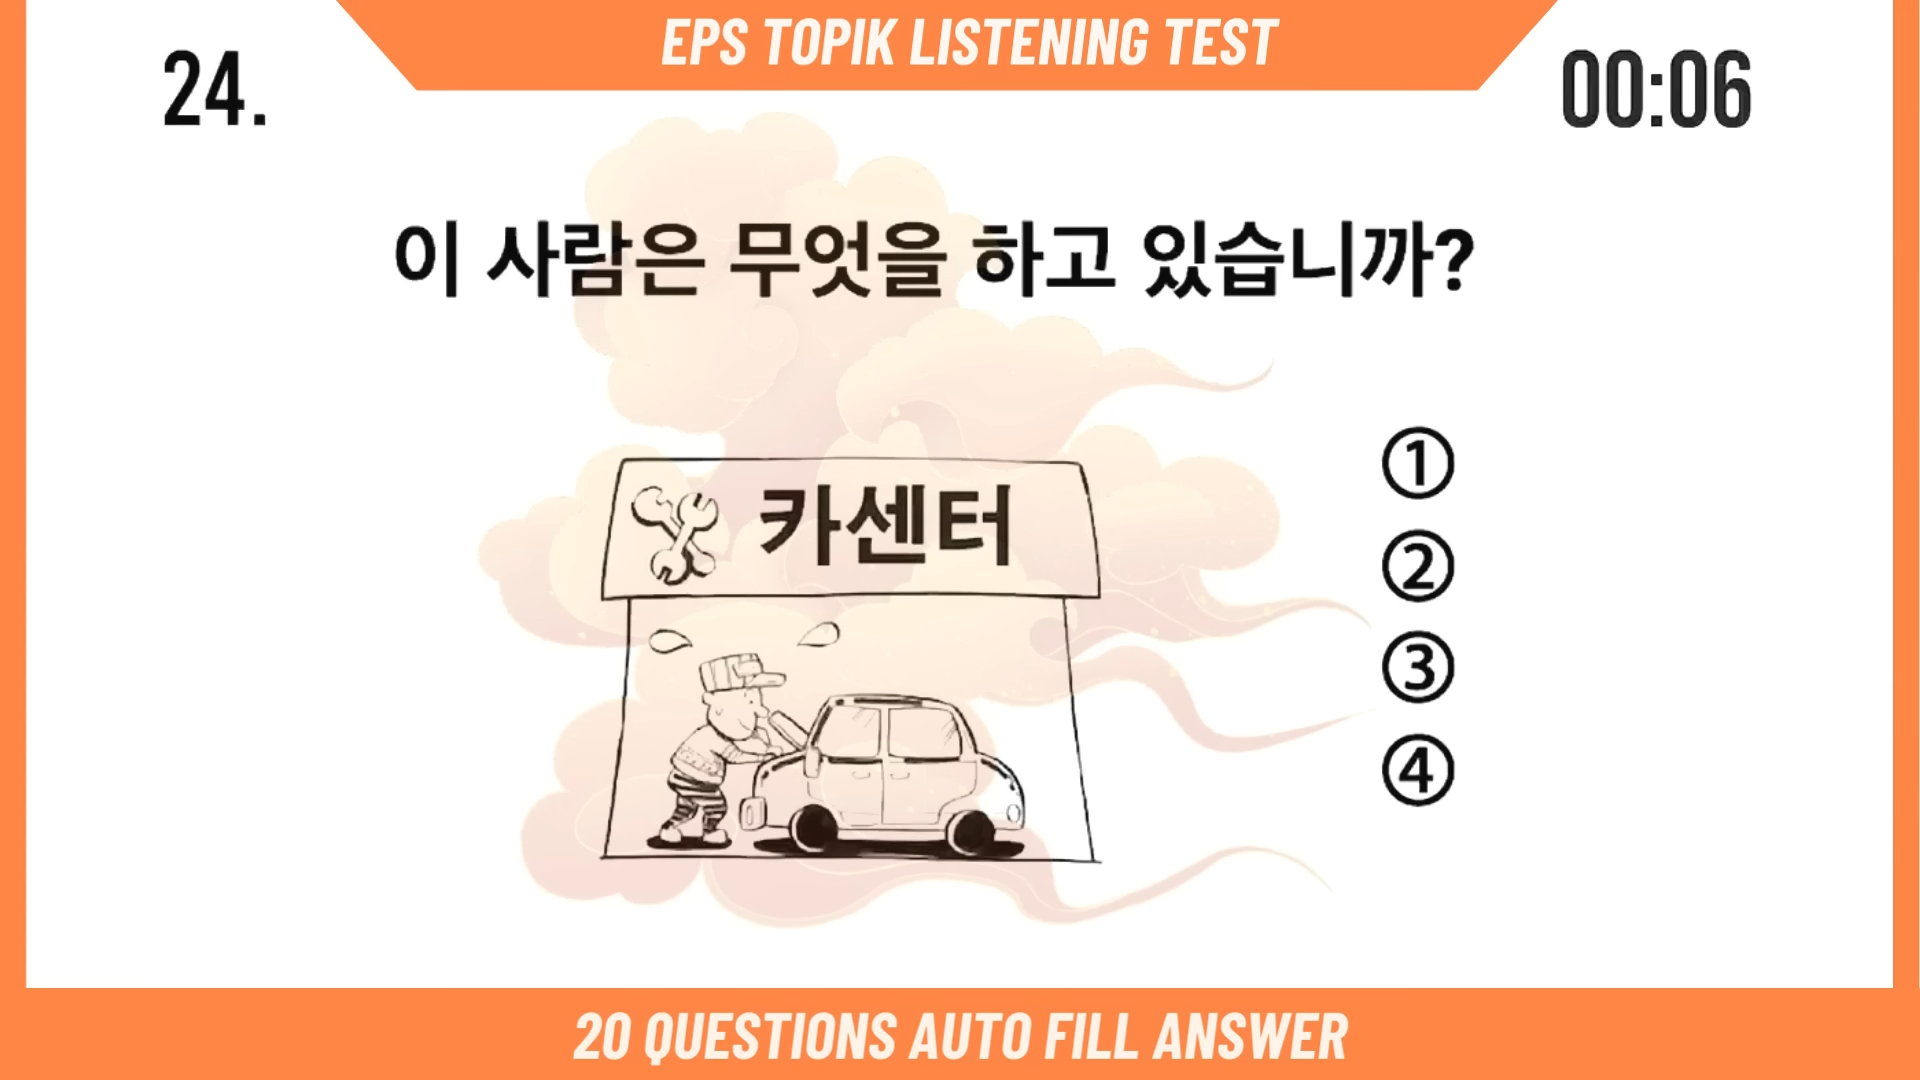 EPS TOPIK LISTENING TEST
24.
00:06
이 사람은 무엇을 하고 있습니까?
카센터
①
②
③
④
20 QUESTIONS AUTO FILL ANSWER